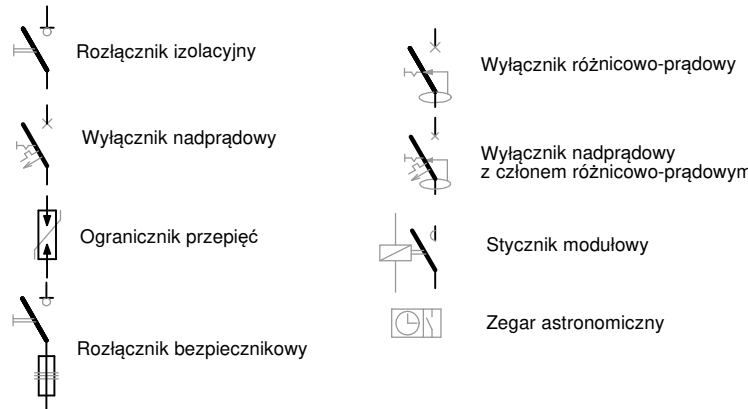 Rozłącznik izolacyjny
Wyłącznik nadprądowy
Ogranicznik przepięć
Rozłącznik bezpiecznikowy
Wyłącznik różnicowo-prądowy
Wyłącznik nadprądowy
z członem różnicowo-prądowym
Stycznik modułowy
Zegar astronomiczny